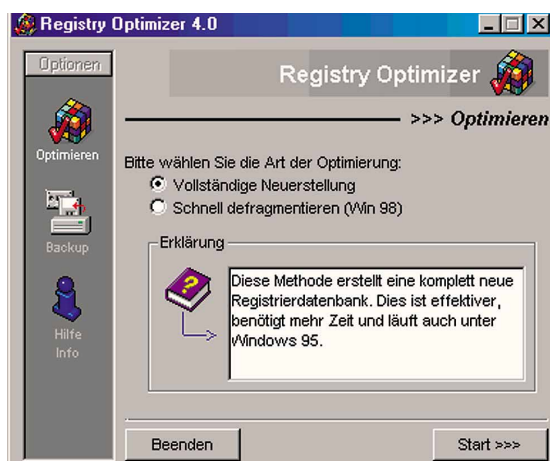 Registry Optimizer 4.0
Optionen
Optimieren
Backup
Hilfe
Info
Registry Optimizer
>>> Optimieren
Bitte wählen Sie die Art der Optimierung:
Vollständige Neuerstellung
Schnell defragmentieren (Win 98)
Erklärung
Diese Methode erstellt eine komplett neue
Registrierdatenbank. Dies ist effektiver,
benötigt mehr Zeit und läuft auch unter
Windows 95.
Beenden
Start >>>